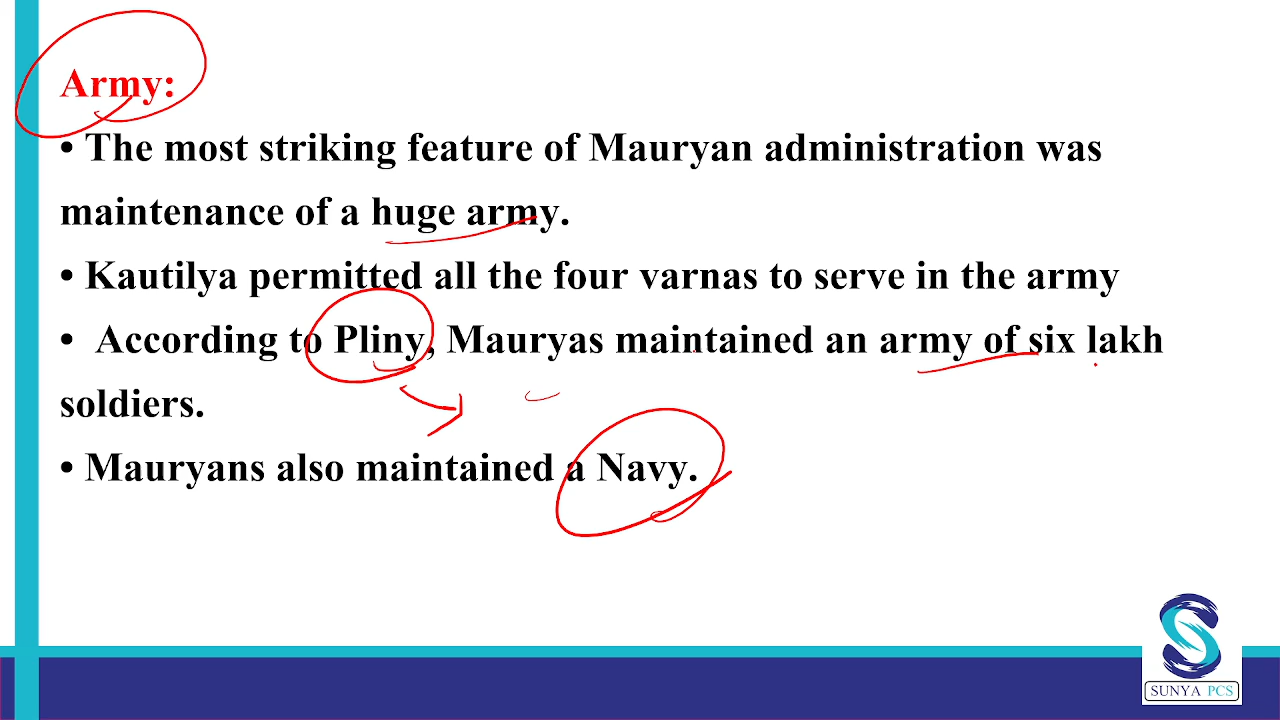 Army:
• The most striking feature of Mauryan administration was
maintenance of a huge army.
• Kautilya permitted all the four varnas to serve in the army
• According to Pliny, Mauryas maintained an army of six lakh
soldiers.
• Mauryans also maintained a Navy.
SUNYA PCS